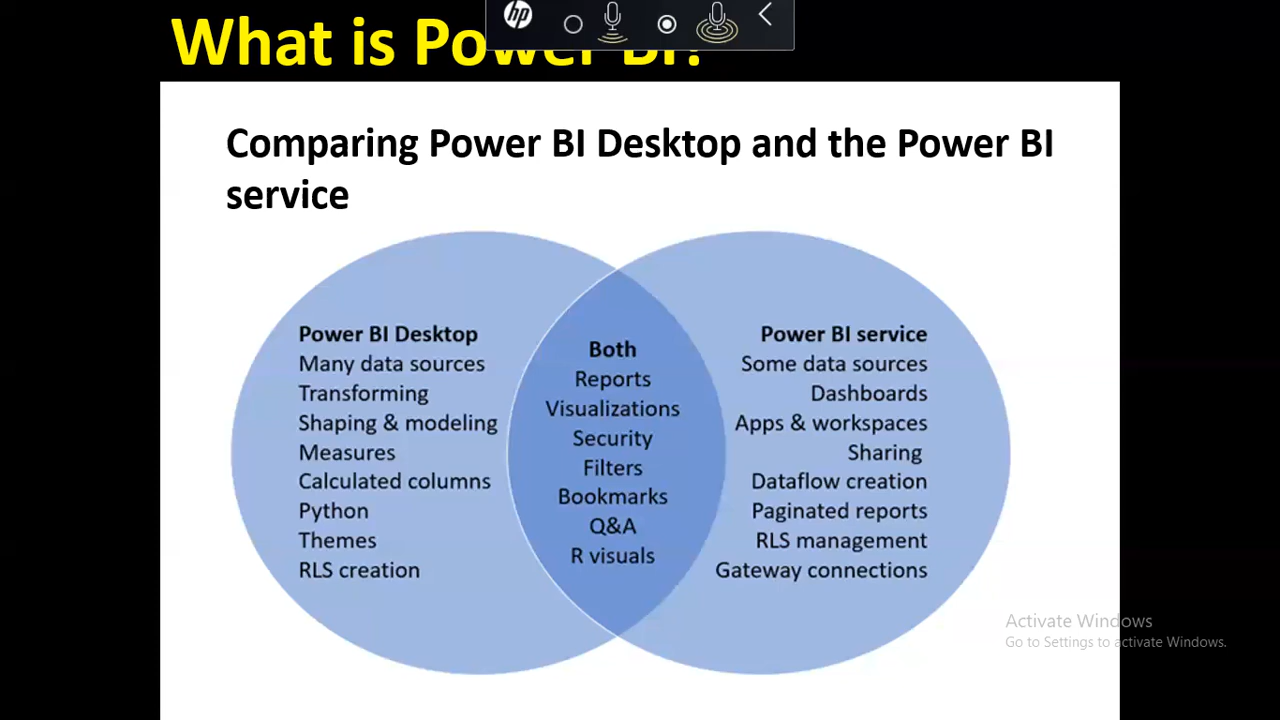 What is Power BI?
hp
Comparing Power BI Desktop and the Power BI
service
Power BI Desktop
Many data sources
Transforming
Shaping & modeling
Measures
Calculated columns
Python
Themes
RLS creation
Both
Reports
Visualizations
Security
Filters
Bookmarks
Q&A
R visuals
Power BI service
Some data sources
Dashboards
Apps & workspaces
Sharing
Dataflow creation
Paginated reports
RLS management
Gateway connections
Activate Windows
Go to Settings to activate Windows.